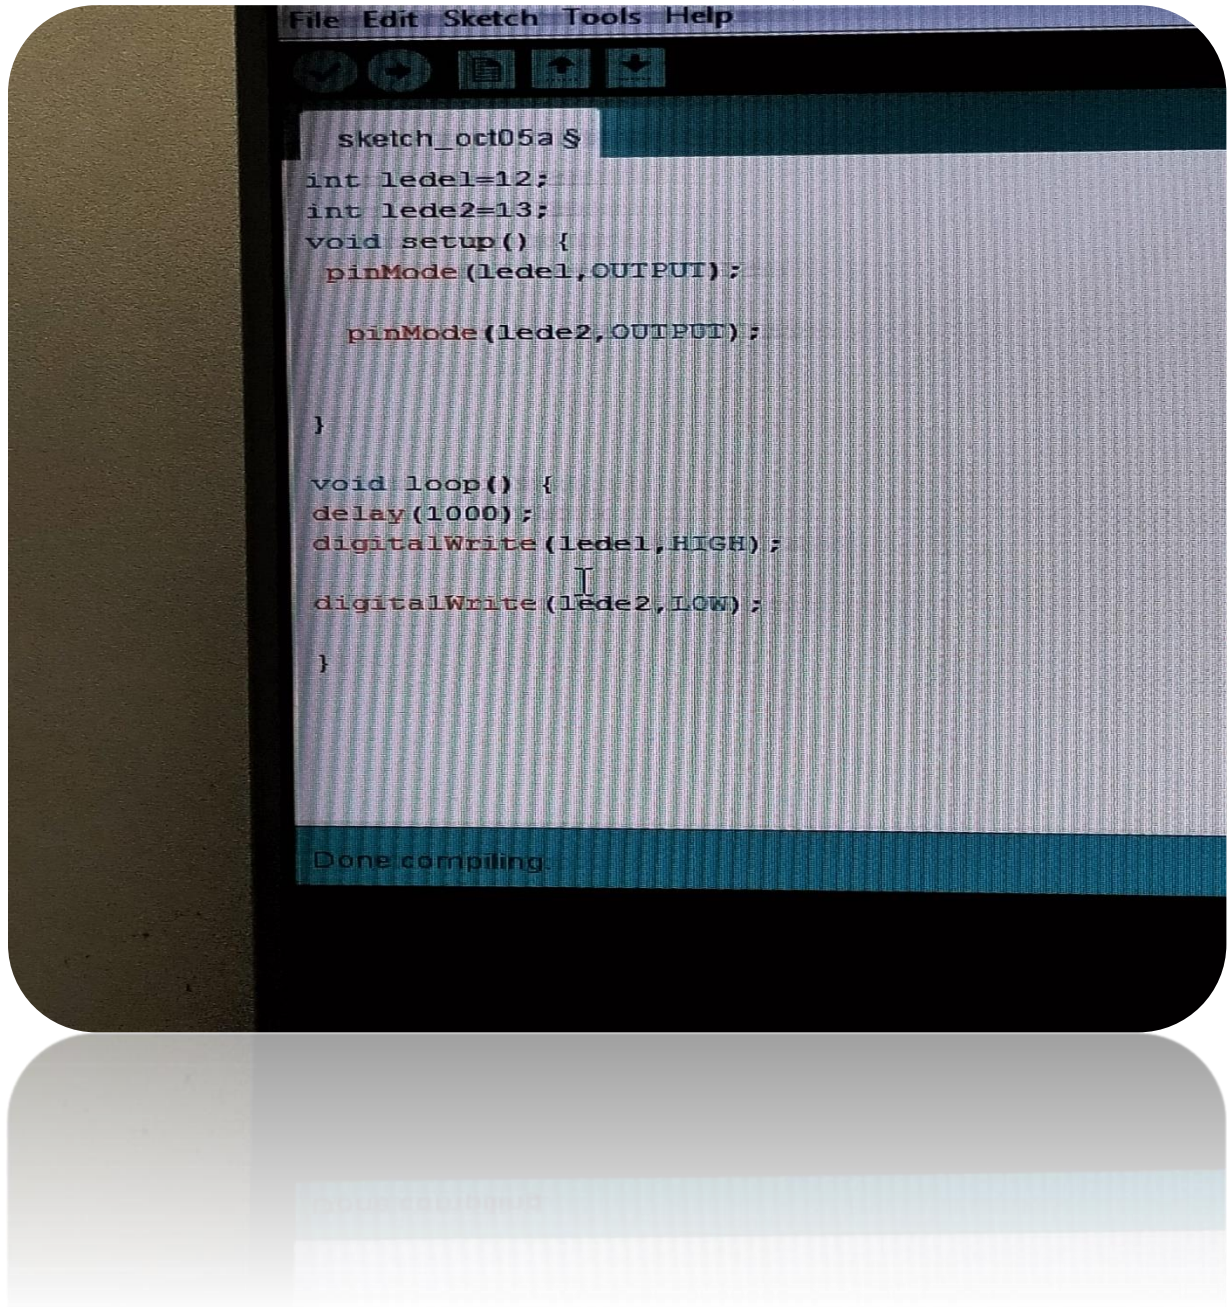 File Edit Sketch Tools Help
sketch_oct05a §
int lede1=12;
int lede2=13;
void setup() {
pinMode(lede1,OUTPUT);
pinMode(lede2,OUTPUT);
}
void loop() {
delay(1000);
digitalWrite(lede1,HIGH);
digitalWrite(lede2,LOW);
}
Done compiling.